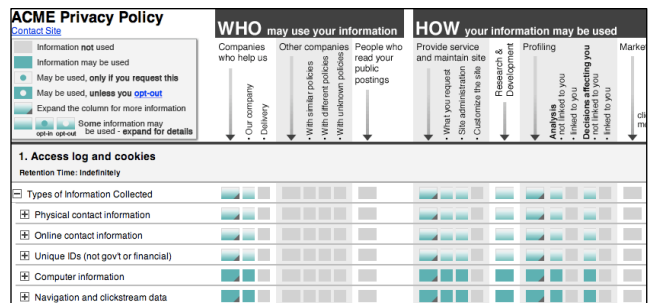 ACME Privacy Policy
Contact Site
Information not used
Information may be used
May be used, only if you request this
May be used, unless you opt-out
Expand the column for more information
Some information may
be used - expand for details
opt-in opt-out
WHO may use your information
Companies
who help us
• Our company
• Delivery
Other companies
• With similar policies
• With different policies
• With unknown policies
People who
read your
public
postings
HOW your information may be used
Provide service
and maintain site
• What you request
• Site administration
• Customize the site
Research &
Development
Profiling
Analysis
• not linked to you
• linked to you
Decisions affecting you
• not linked to you
• linked to you
Market
cli
1. Access log and cookies
Retention Time: Indefinitely
Types of Information Collected
Physical contact information
Online contact information
Unique IDs (not gov't or financial)
Computer information
Navigation and clickstream data